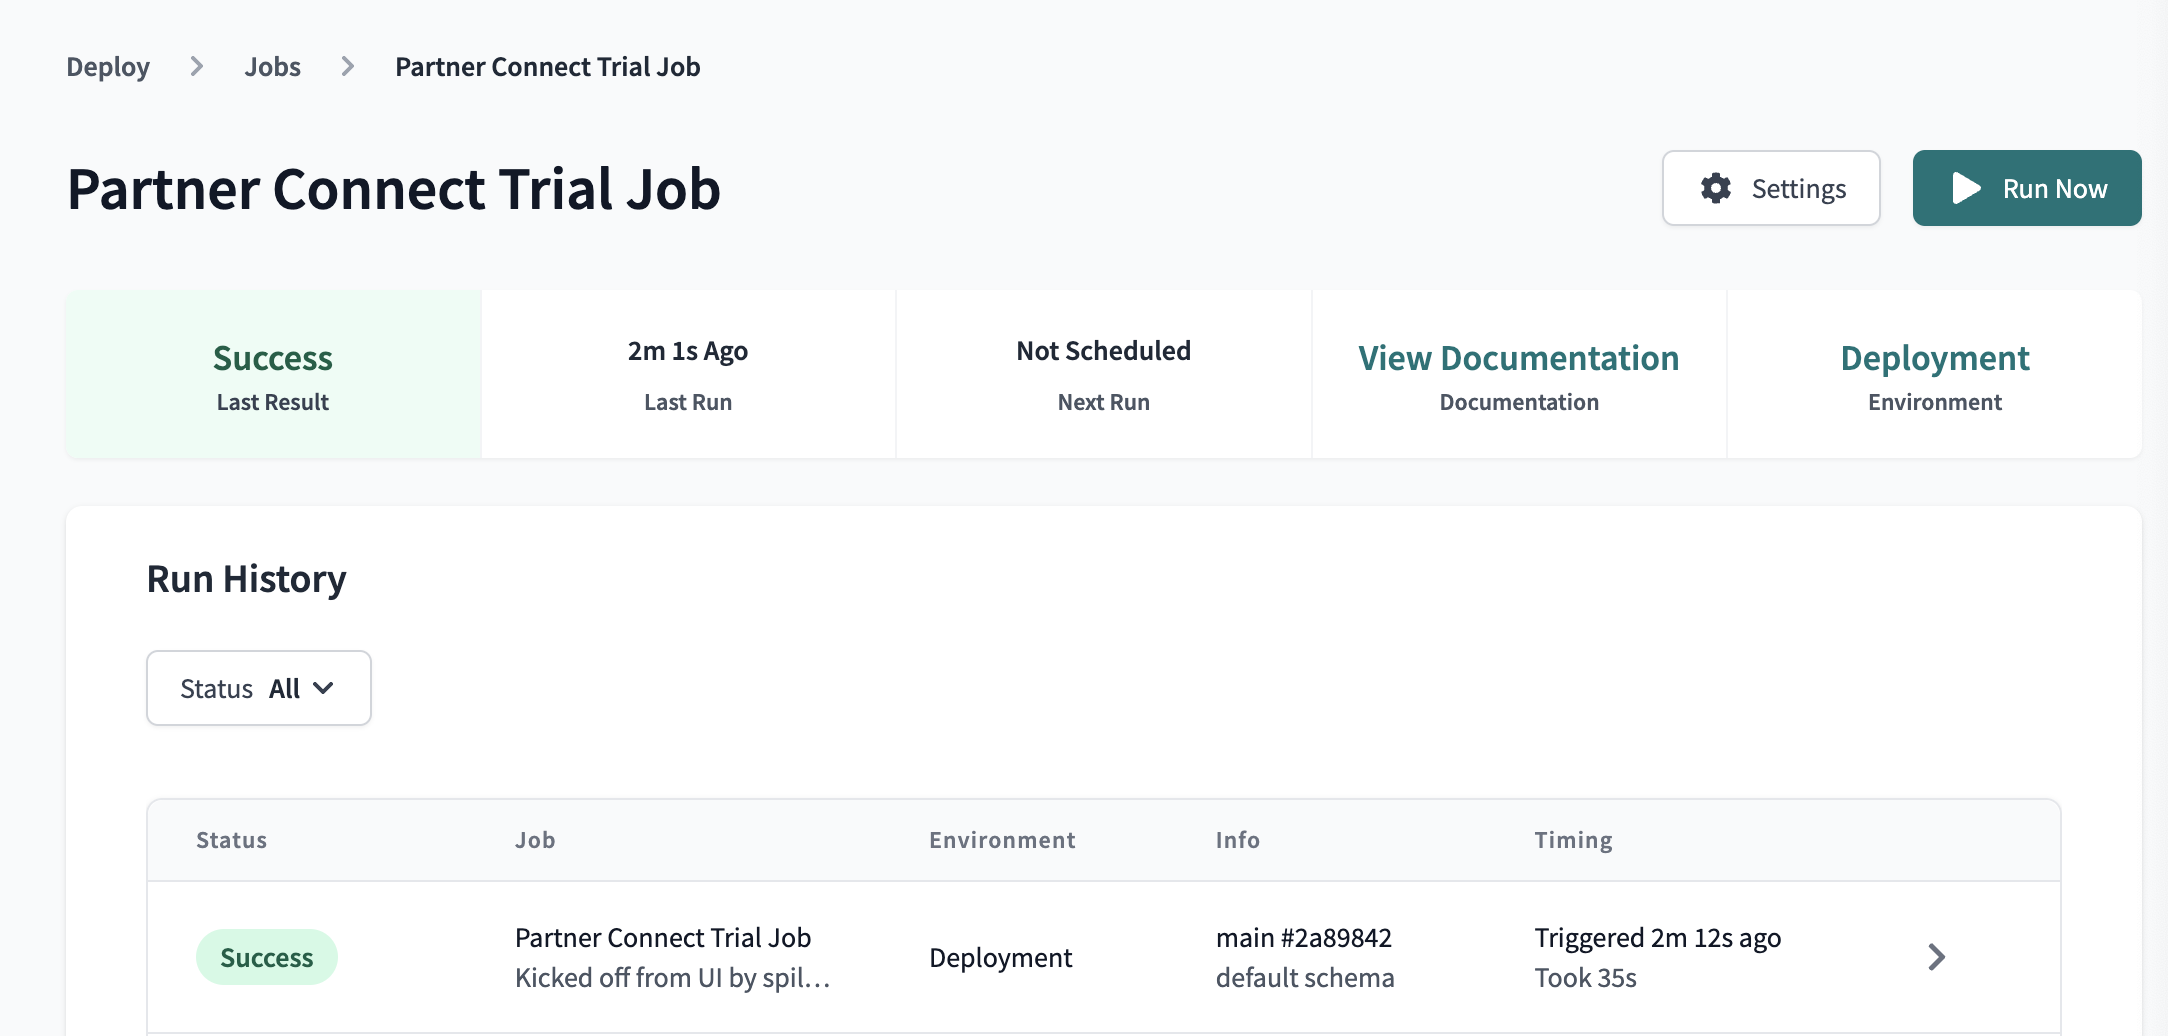 Deploy > Jobs > Partner Connect Trial Job
Partner Connect Trial Job
Settings
Run Now
Success
Last Result
2m 1s Ago
Last Run
Not Scheduled
Next Run
View Documentation
Documentation
Deployment
Environment
Run History
Status All
Status Job Environment Info Timing
Success
Partner Connect Trial Job
Kicked off from UI by spil...
Deployment
main #2a89842
default schema
Triggered 2m 12s ago
Took 35s